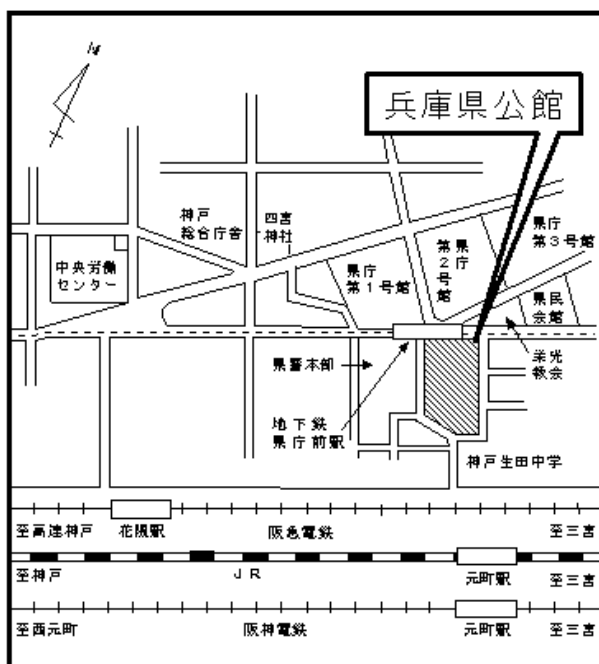 N
兵庫県公館
神戸
総合庁舎
四宮
神社
県庁
第3号館
第2号館
県庁
県庁
第1号館
中央労働
センター
県民
会館
県警本部
栄光
教会
地下鉄
県庁前駅
神戸生田中学
至高速神戸
花隈駅
阪急電鉄
至三宮
至神戸
JR
元町駅
至三宮
至西元町
阪神電鉄
元町駅
至三宮